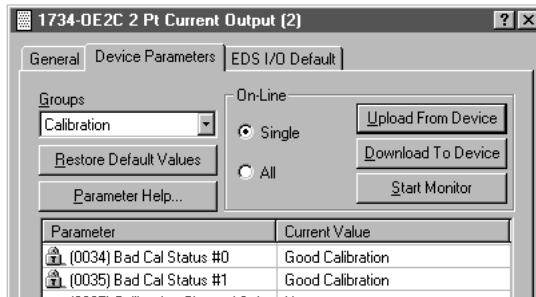 1734-OE2C 2 Pt Current Output (2)
General Device Parameters EDS I/O Default
Groups
Calibration
Restore Default Values
Parameter Help...
On-Line
Single
All
Upload From Device
Download To Device
Start Monitor
Parameter Current Value
(0034) Bad Cal Status #0 Good Calibration
(0035) Bad Cal Status #1 Good Calibration